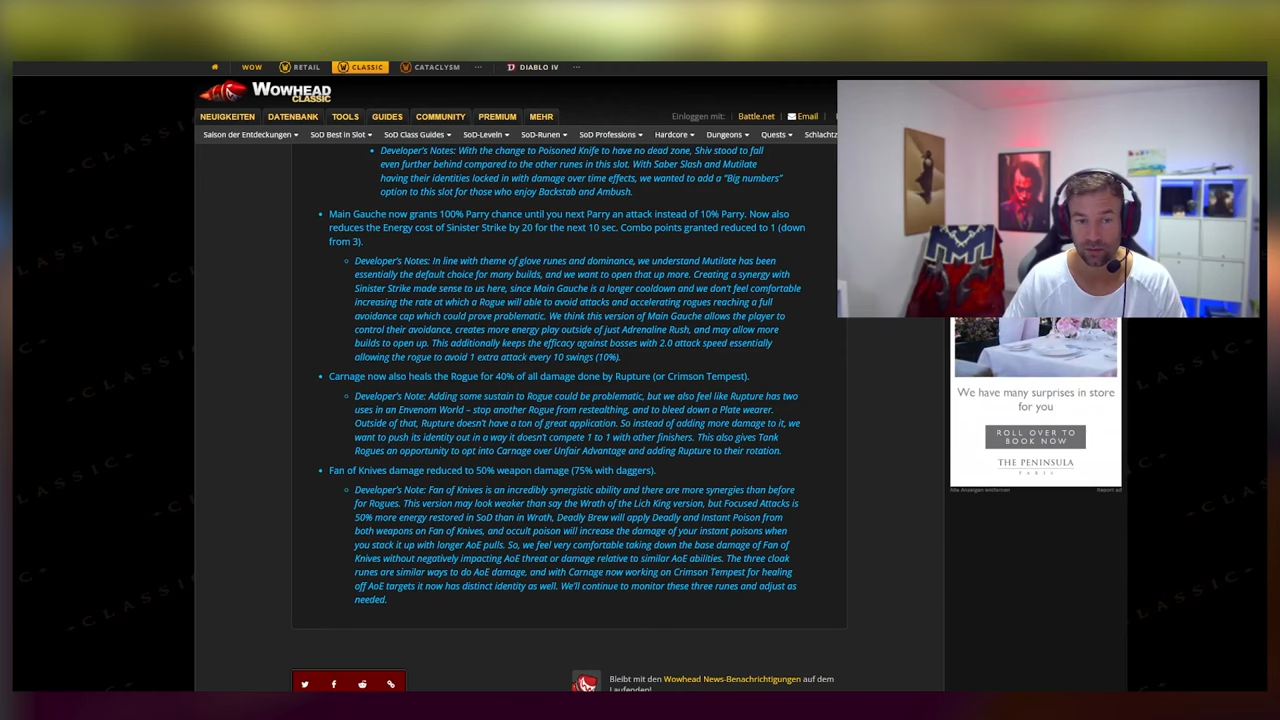 WOW
RETAIL
CLASSIC
CATACLYSM
DIABLO IV
WOWHEAD
CLASSIC
NEUIGKEITEN
DATENBANK
TOOLS
GUIDES
COMMUNITY
PREMIUM
MEHR
Einloggen mit:
Battle.net
Email
Saison der Entdeckungen
SoD Best in Slot
SoD Class Guides
SoD-Leveln
SoD-Runen
SoD Professions
Hardcore
Dungeons
Quests
Schlachtz
Developer's Notes: With the change to Poisoned Knife to have no dead zone, Shiv stood to fall
even further behind compared to the other runes in this slot. With Saber Slash and Mutilate
having their identities locked in with damage over time effects, we wanted to add a "Big numbers"
option to this slot for those who enjoy Backstab and Ambush.
Main Gauche now grants 100% Parry chance until you next Parry an attack instead of 10% Parry. Now also
reduces the Energy cost of Sinister Strike by 20 for the next 10 sec. Combo points granted reduced to 1 (down
from 3).
Developer's Notes: In line with theme of glove runes and dominance, we understand Mutilate has been
essentially the default choice for many builds, and we want to open that up more. Creating a synergy with
Sinister Strike made sense to us here, since Main Gauche is a longer cooldown and we don't feel comfortable
increasing the rate at which a Rogue will able to avoid attacks and accelerating rogues reaching a full
avoidance cap which could prove problematic. We think this version of Main Gauche allows the player to
control their avoidance, creates more energy play outside of just Adrenaline Rush, and may allow more
builds to open up. This additionally keeps the efficacy against bosses with 2.0 attack speed essentially
allowing the rogue to avoid 1 extra attack every 10 swings (10%).
Carnage now also heals the Rogue for 40% of all damage done by Rupture (or Crimson Tempest).
Developer's Note: Adding some sustain to Rogue could be problematic, but we also feel like Rupture has two
uses in an Envenom World – stop another Rogue from restealthing, and to bleed down a Plate wearer.
Outside of that, Rupture doesn't have a ton of great application. So instead of adding more damage to it, we
want to push its identity out in a way it doesn't compete 1 to 1 with other finishers. This also gives Tank
Rogues an opportunity to opt into Carnage over Unfair Advantage and adding Rupture to their rotation.
Fan of Knives damage reduced to 50% weapon damage (75% with daggers).
Developer's Note: Fan of Knives is an incredibly synergistic ability and there are more synergies than before
for Rogues. This version may look weaker than say the Wrath of the Lich King version, but Focused Attacks is
50% more energy restored in SoD than in Wrath, Deadly Brew will apply Deadly and Instant Poison from
both weapons on Fan of Knives, and occult poison will increase the damage of your instant poisons when
you stack it up with longer AoE pulls. So, we feel very comfortable taking down the base damage of Fan of
Knives without negatively impacting AoE threat or damage relative to similar AoE abilities. The three cloak
runes are similar ways to do AoE damage, and with Carnage now working on Crimson Tempest for healing
off AoE targets it now has distinct identity as well. We'll continue to monitor these three runes and adjust as
needed.
We have many surprises in store
for you
ROLL OVER TO
BOOK NOW
THE PENINSULA
PARIS
Alle Anzeigen entfernen!
Report ad
Bleibt mit den Wowhead News-Benachrichtigungen auf dem
Laufenden!